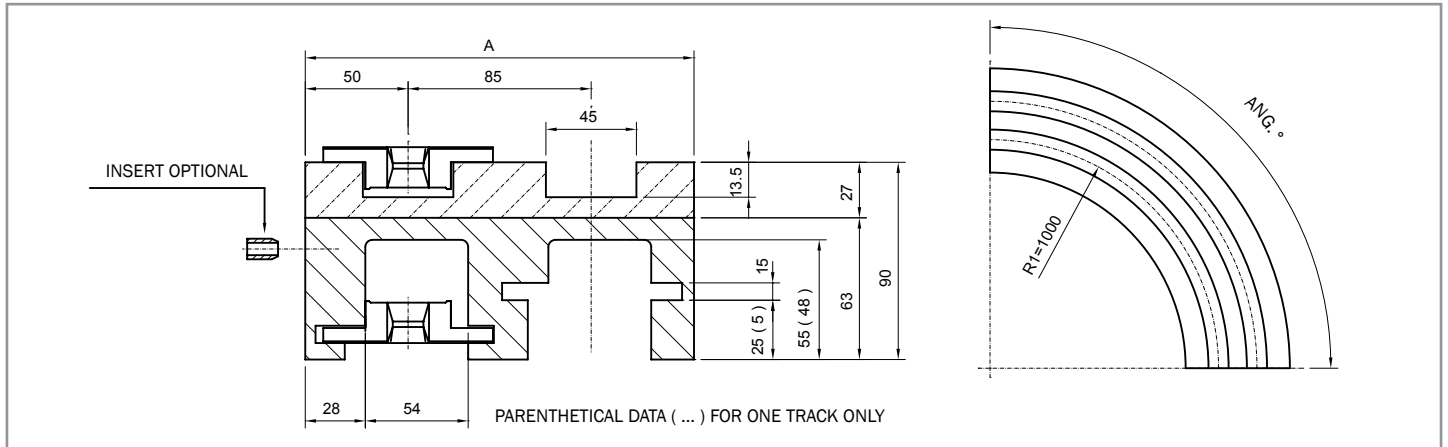 A
50
85
45
INSERT OPTIONAL
13.5
27
15
25 ( 5 )
55 ( 48 )
63
90
28
54
PARENTHETICAL DATA ( ... ) FOR ONE TRACK ONLY
ANG. °
R1=1000